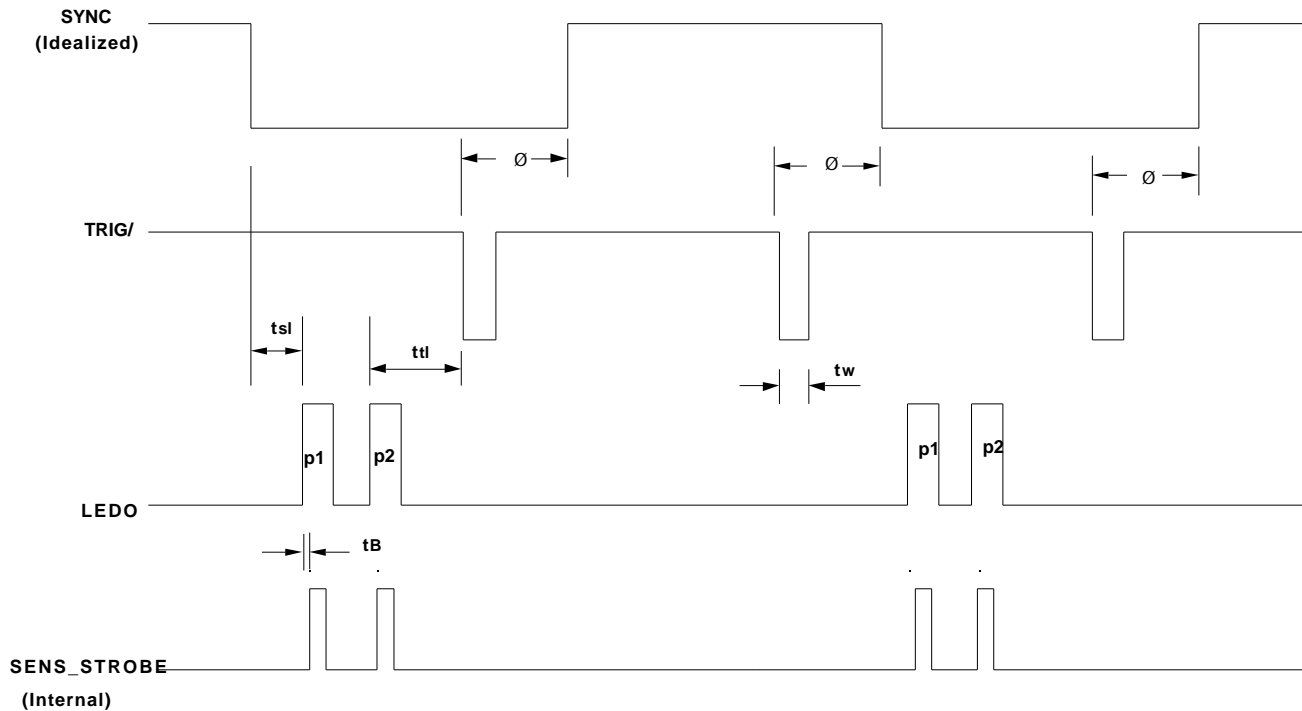 SYNC
(Idealized)
Ø
Ø
Ø
TRIG/
tsl
ttl
tw
p1
p2
p1
p2
LEDO
tB
SENS_STROBE
(Internal)